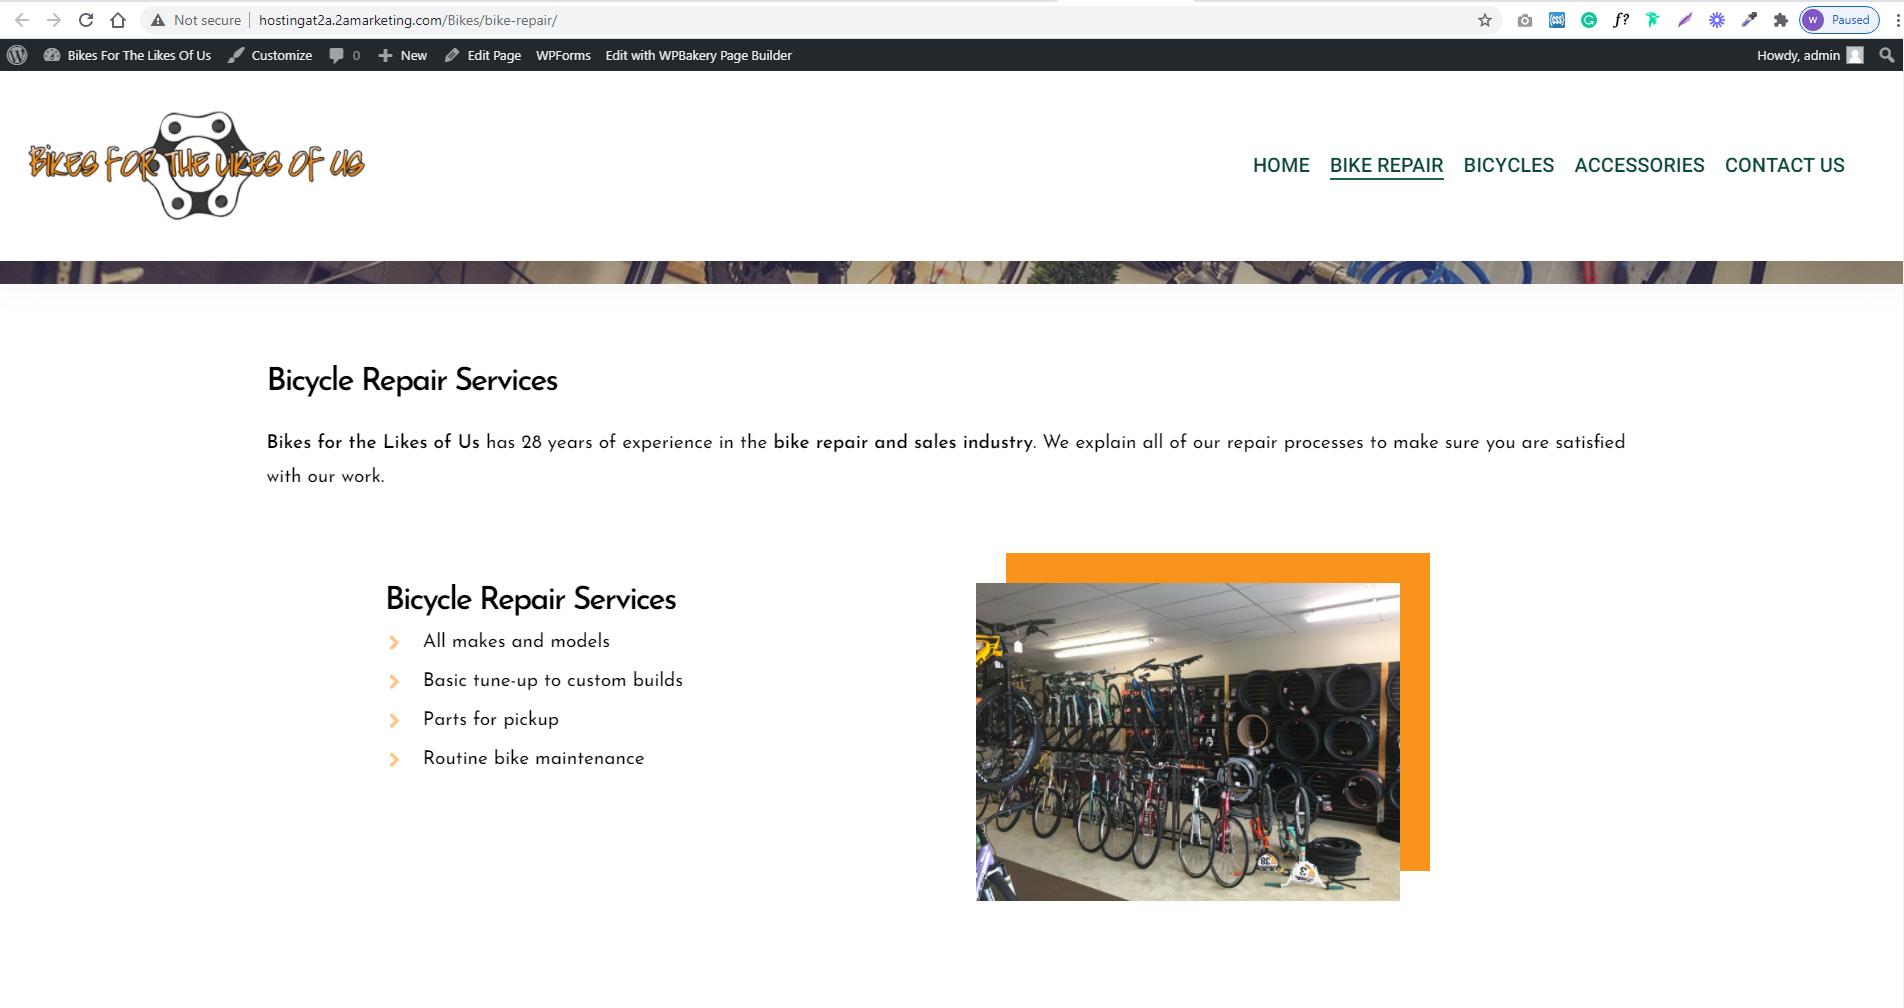 Not secure | hostingat2a.2amarketing.com/Bikes/bike-repair/
f?
W Paused
Bikes For The Likes Of Us Customize 0 New Edit Page WPForms Edit with WPBakery Page Builder Howdy, admin
BIKES FOR THE LIKES OF US
HOME BIKE REPAIR BICYCLES ACCESSORIES CONTACT US
Bicycle Repair Services
Bikes for the Likes of Us has 28 years of experience in the bike repair and sales industry. We explain all of our repair processes to make sure you are satisfied
with our work.
Bicycle Repair Services
All makes and models
Basic tune-up to custom builds
Parts for pickup
Routine bike maintenance